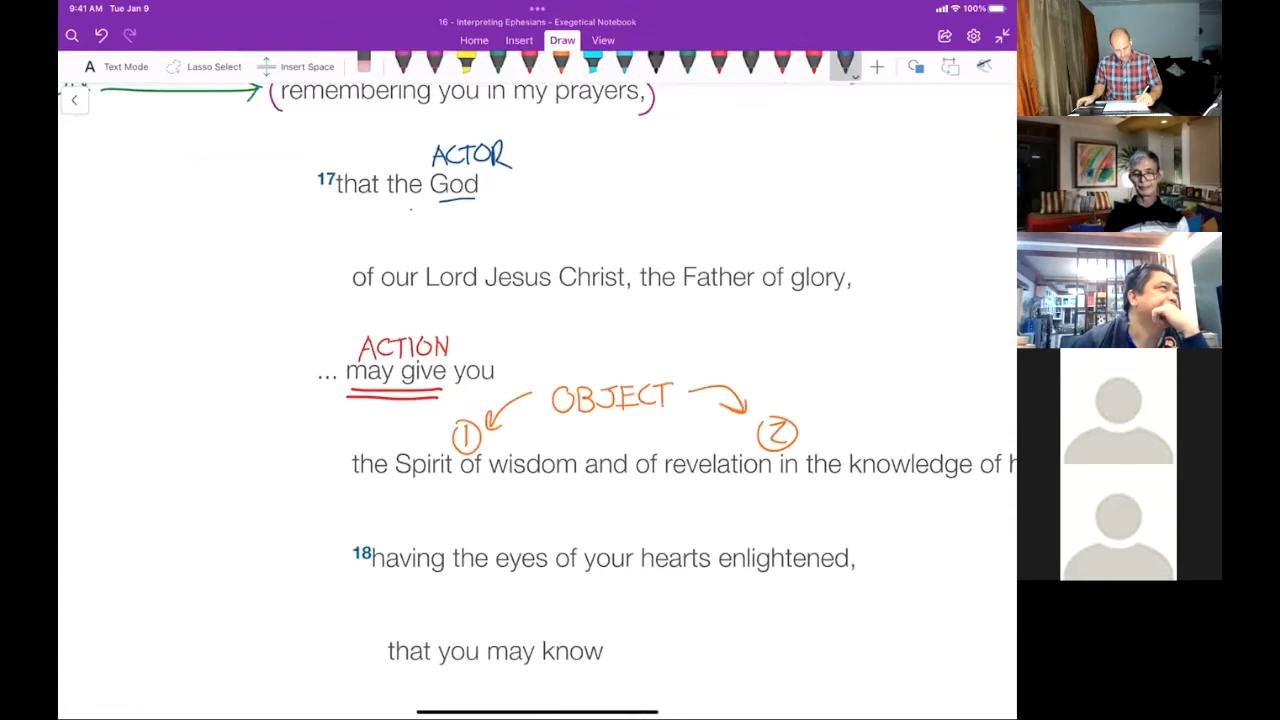 9:41 AM Tue Jan 9
100%
16 - Interpreting Ephesians - Exegetical Notebook
Home Insert Draw View
A Text Mode Lasso Select Insert Space
(remembering you in my prayers,)
ACTOR
17that the God
of our Lord Jesus Christ, the Father of glory,
ACTION
... may give you
OBJECT
1 2
the Spirit of wisdom and of revelation in the knowledge of h
18having the eyes of your hearts enlightened,
that you may know